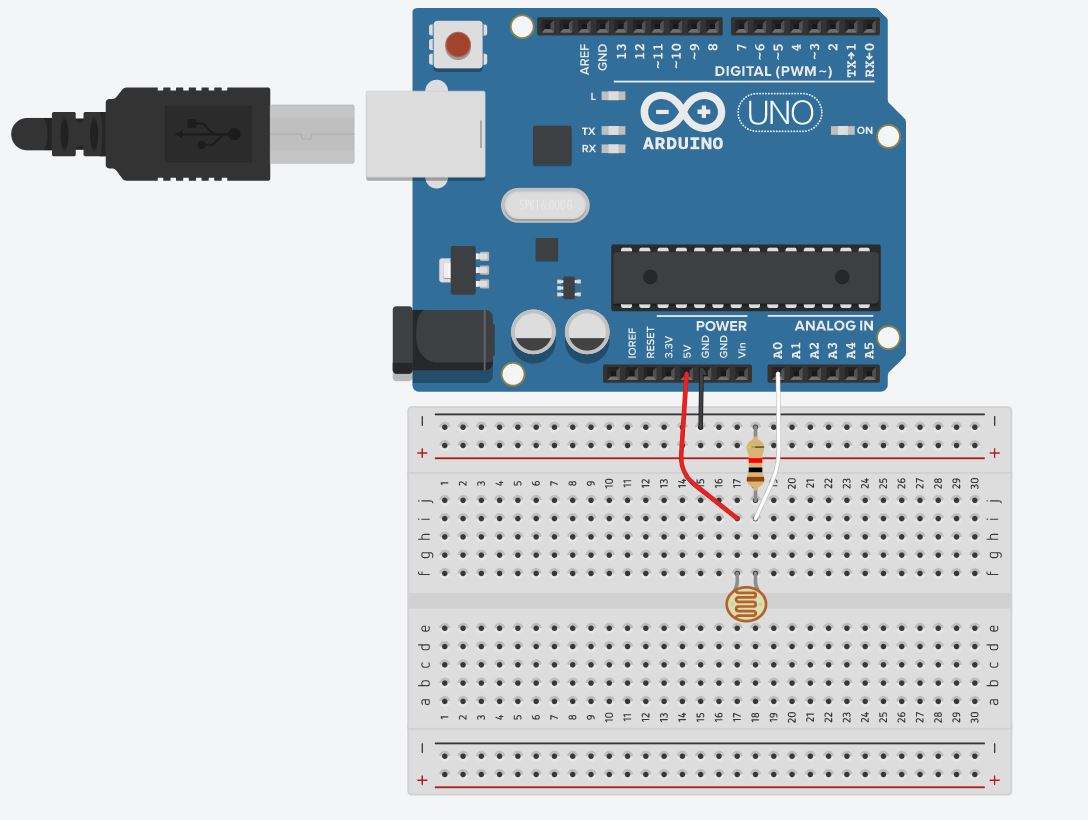 AREF GND 13 12 ~11 ~10 ~9 8 7 ~6 ~5 4 ~3 2 TX→1 RX←0
DIGITAL (PWM~)
L
TX
RX
ARDUINO
UNO
ON
SPK16.000G
POWER ANALOG IN
IOREF RESET 3.3V 5V GND GND Vin A0 A1 A2 A3 A4 A5
− −
+ +
1 2 3 4 5 6 7 8 9 10 11 12 13 14 15 16 17 18 19 20 21 22 23 24 25 26 27 28 29 30
j j
i i
h h
g g
f f
e e
d d
c c
b b
a a
1 2 3 4 5 6 7 8 9 10 11 12 13 14 15 16 17 18 19 20 21 22 23 24 25 26 27 28 29 30
− −
+ +